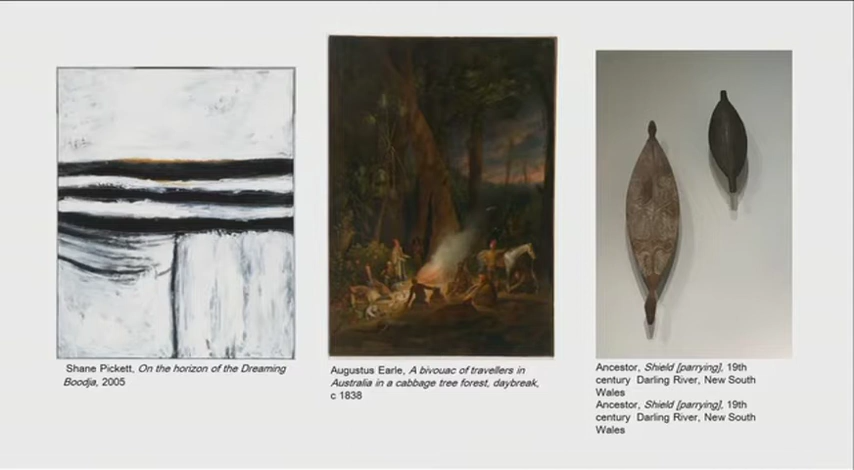 Shane Pickett, On the horizon of the Dreaming
Boodja, 2005
Augustus Earle, A bivouac of travellers in
Australia in a cabbage tree forest, daybreak,
c 1838
Ancestor, Shield [parrying], 19th
century Darling River, New South
Wales
Ancestor, Shield [parrying], 19th
century Darling River, New South
Wales